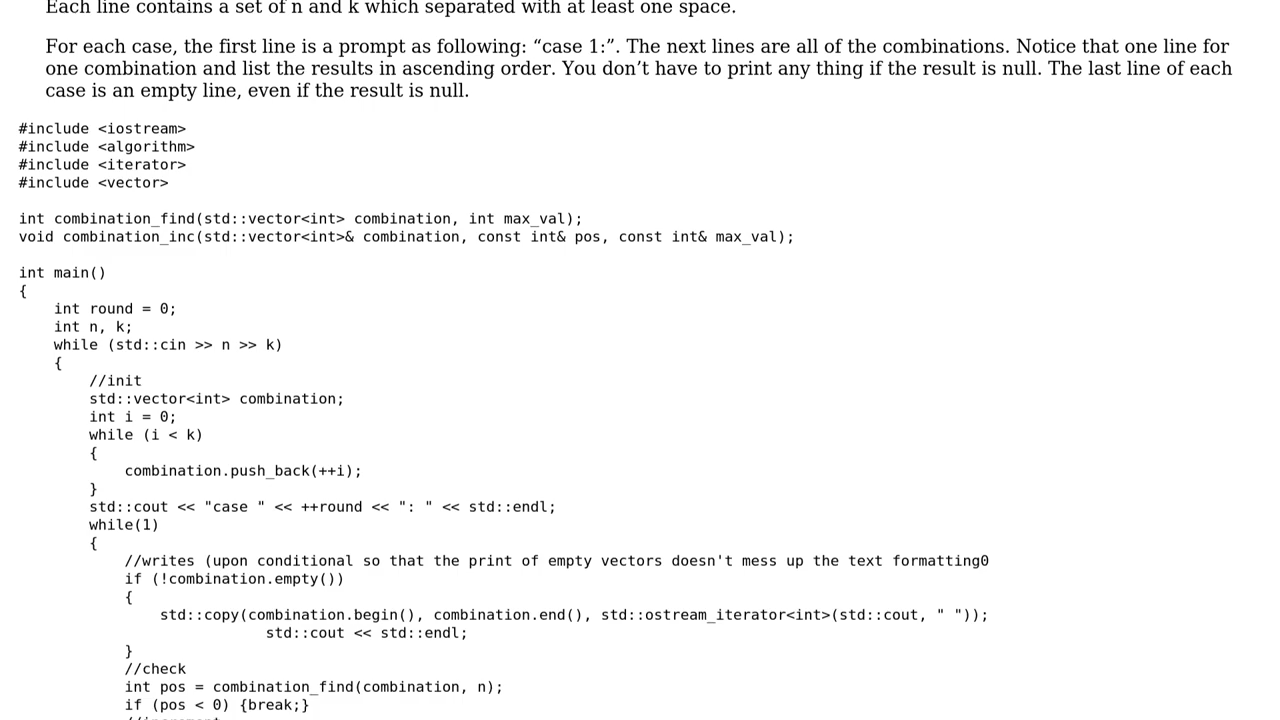 Each line contains a set of n and k which separated with at least one space.
For each case, the first line is a prompt as following: “case 1:”. The next lines are all of the combinations. Notice that one line for
one combination and list the results in ascending order. You don’t have to print any thing if the result is null. The last line of each
case is an empty line, even if the result is null.
#include <iostream>
#include <algorithm>
#include <iterator>
#include <vector>
int combination_find(std::vector<int> combination, int max_val);
void combination_inc(std::vector<int>& combination, const int& pos, const int& max_val);
int main()
{
    int round = 0;
    int n, k;
    while (std::cin >> n >> k)
    {
        //init
        std::vector<int> combination;
        int i = 0;
        while (i < k)
        {
            combination.push_back(++i);
        }
        std::cout << "case " << ++round << ": " << std::endl;
        while(1)
        {
            //writes (upon conditional so that the print of empty vectors doesn't mess up the text formatting0
            if (!combination.empty())
            {
                std::copy(combination.begin(), combination.end(), std::ostream_iterator<int>(std::cout, " "));
                            std::cout << std::endl;
            }
            //check
            int pos = combination_find(combination, n);
            if (pos < 0) {break;}